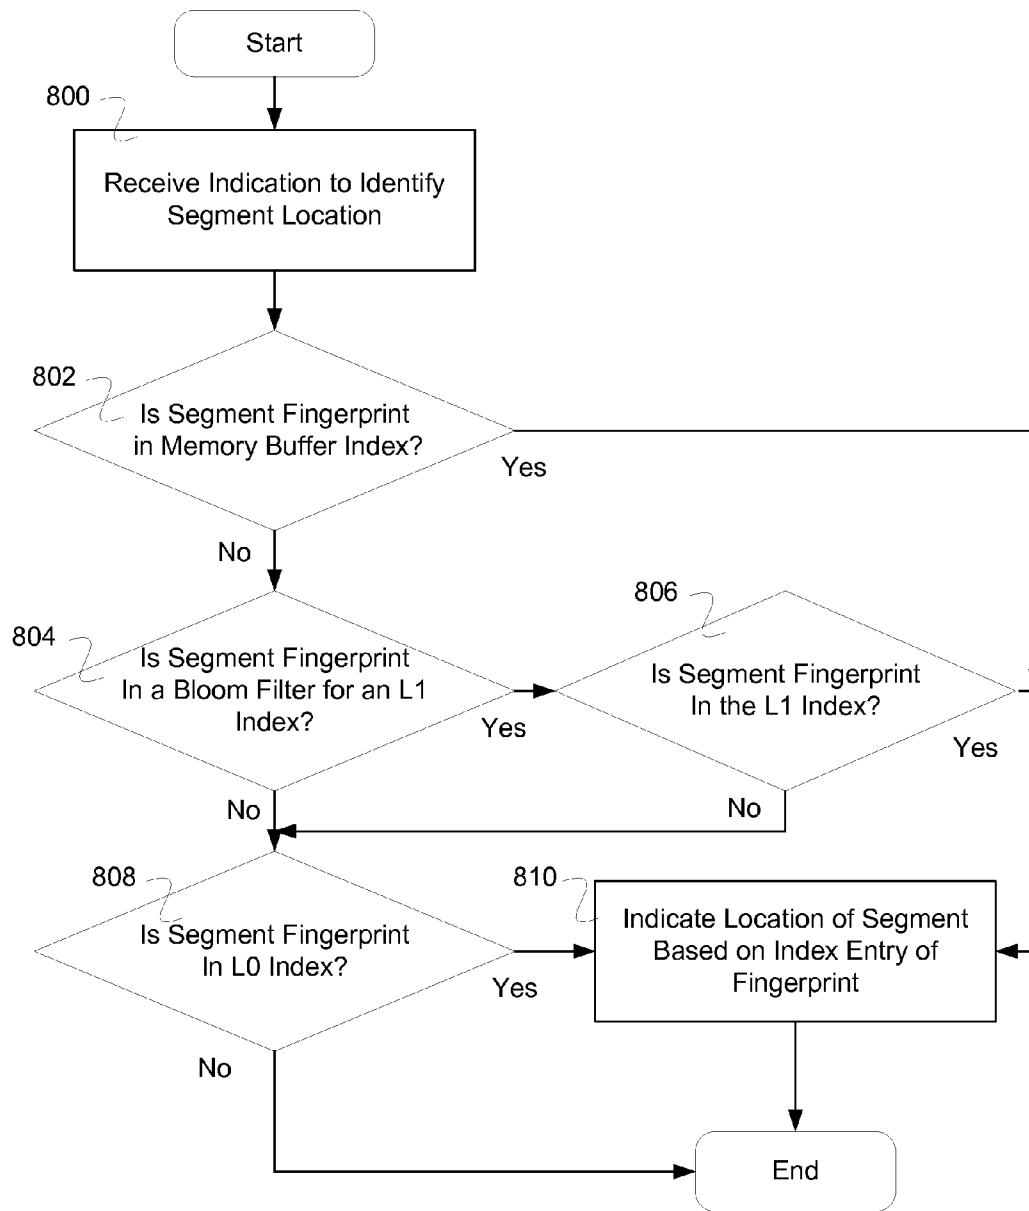 Start
800
Receive Indication to Identify
Segment Location
802
Is Segment Fingerprint
in Memory Buffer Index?
Yes
No
804
Is Segment Fingerprint
In a Bloom Filter for an L1
Index?
Yes
No
806
Is Segment Fingerprint
In the L1 Index?
Yes
No
808
Is Segment Fingerprint
In L0 Index?
Yes
No
810
Indicate Location of Segment
Based on Index Entry of
Fingerprint
End